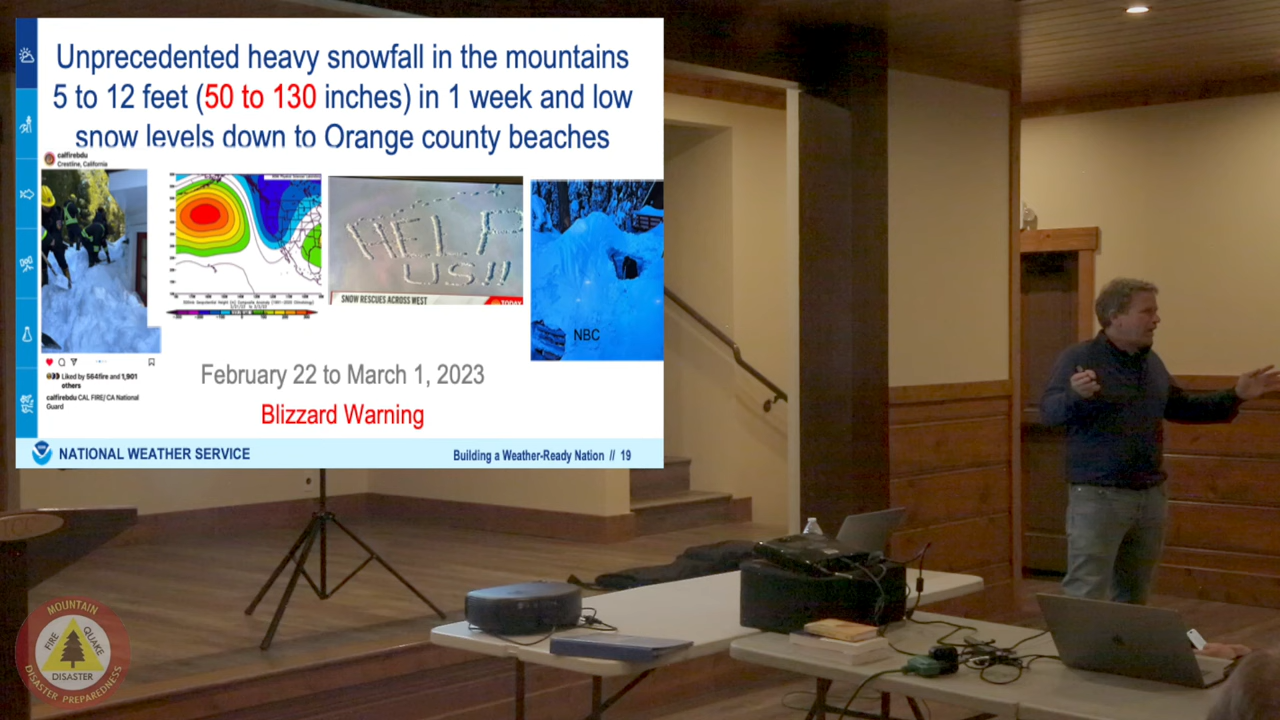 Unprecedented heavy snowfall in the mountains
5 to 12 feet (50 to 130 inches) in 1 week and low
snow levels down to Orange county beaches
calfirebdu
Crestline, California
HELP
US!!
SNOW RESCUES ACROSS WEST
TODAY
NBC
Liked by 564fire and 1,901
others
calfirebdu CAL FIRE/ CA National
Guard
February 22 to March 1, 2023
Blizzard Warning
NATIONAL WEATHER SERVICE
Building a Weather-Ready Nation // 19
MOUNTAIN
FIRE
QUAKE
DISASTER
DISASTER PREPAREDNESS